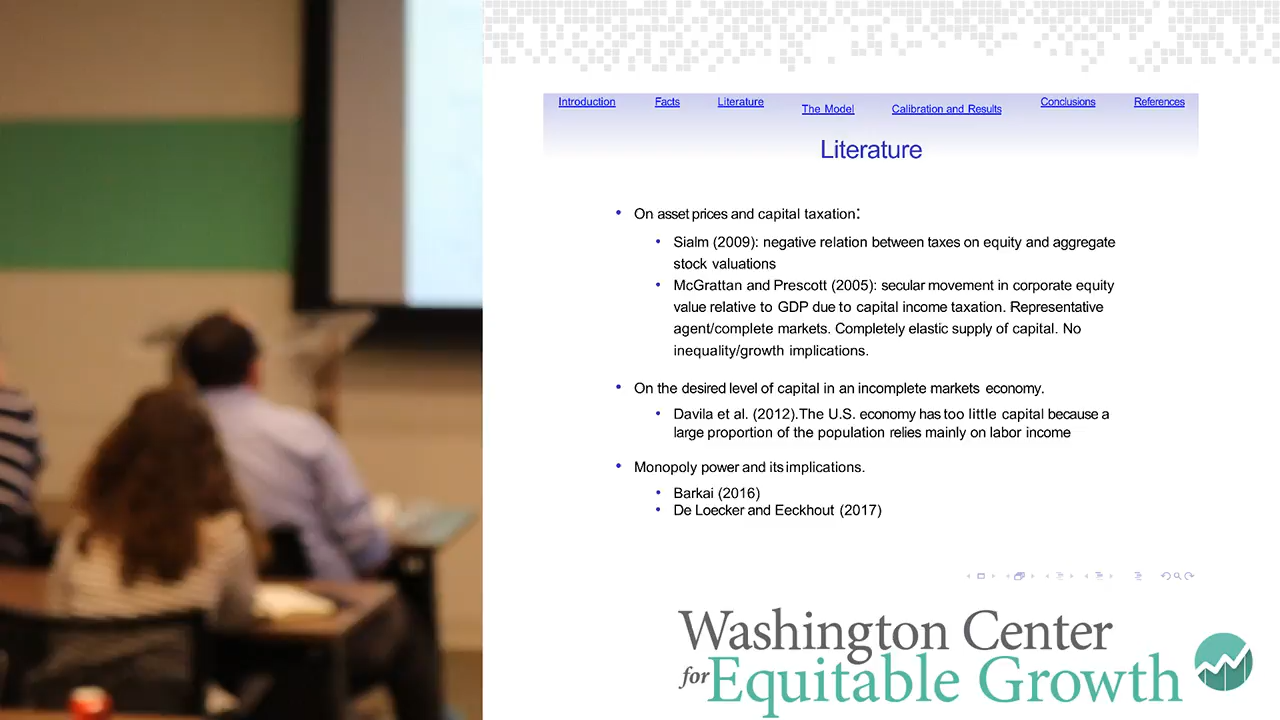 Introduction Facts Literature The Model Calibration and Results Conclusions References
Literature
• On asset prices and capital taxation:
• Sialm (2009): negative relation between taxes on equity and aggregate
stock valuations
• McGrattan and Prescott (2005): secular movement in corporate equity
value relative to GDP due to capital income taxation. Representative
agent/complete markets. Completely elastic supply of capital. No
inequality/growth implications.
• On the desired level of capital in an incomplete markets economy.
• Davila et al. (2012).The U.S. economy has too little capital because a
large proportion of the population relies mainly on labor income
• Monopoly power and its implications.
• Barkai (2016)
• De Loecker and Eeckhout (2017)
Washington Center
for Equitable Growth